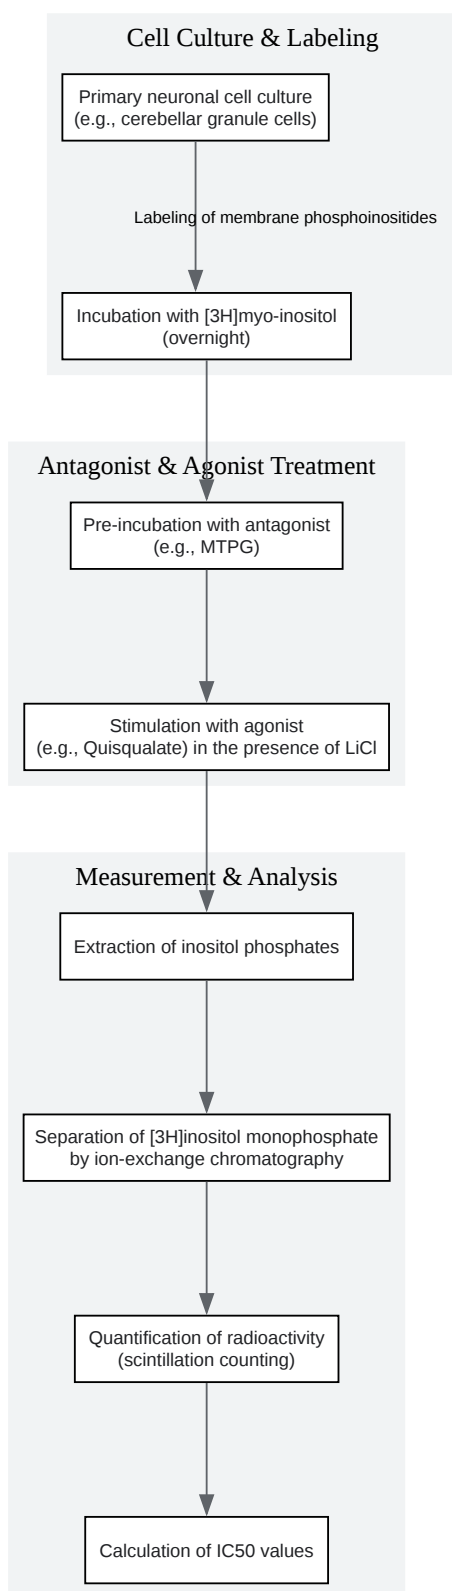 Cell Culture & Labeling
Primary neuronal cell culture
(e.g., cerebellar granule cells)
Labeling of membrane phosphoinositides
Incubation with [3H]myo-inositol
(overnight)
Antagonist & Agonist Treatment
Pre-incubation with antagonist
(e.g., MTPG)
Stimulation with agonist
(e.g., Quisqualate) in the presence of LiCl
Measurement & Analysis
Extraction of inositol phosphates
Separation of [3H]inositol monophosphate
by ion-exchange chromatography
Quantification of radioactivity
(scintillation counting)
Calculation of IC50 values